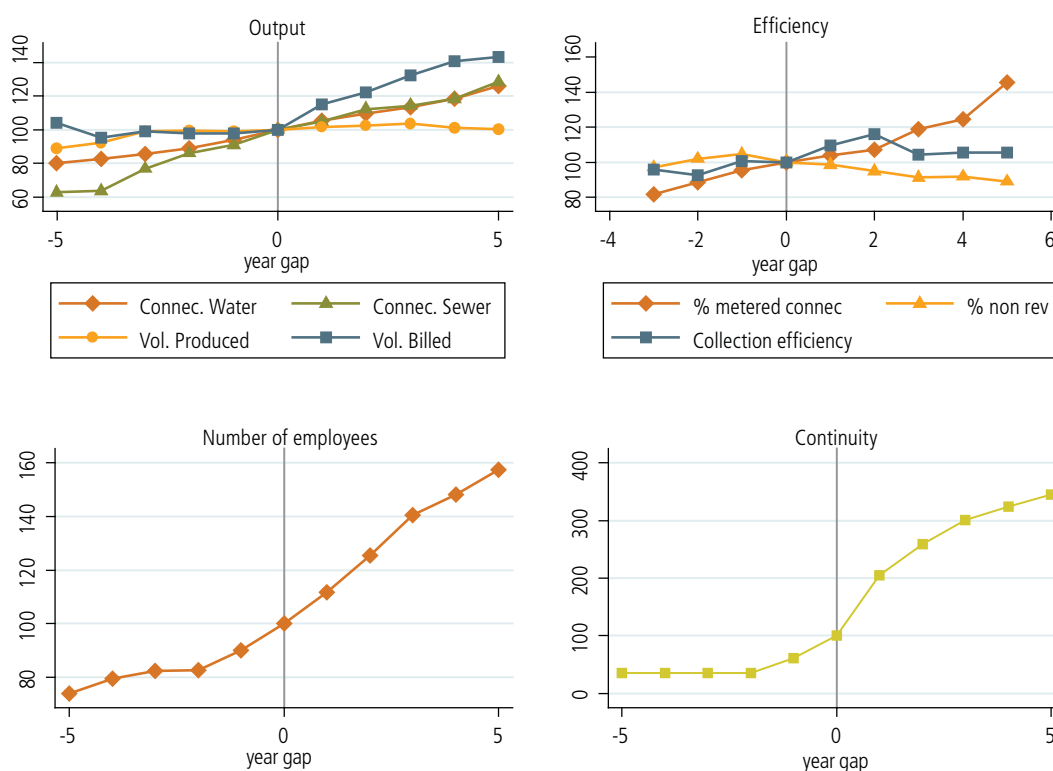 Output
140
120
100
80
60
-5
0
5
year gap
Connec. Water
Connec. Sewer
Vol. Produced
Vol. Billed
Efficiency
160
140
120
100
80
-4
-2
0
2
4
6
year gap
% metered connec
% non rev
Collection efficiency
Number of employees
160
140
120
100
80
-5
0
5
year gap
Continuity
400
300
200
100
0
-5
0
5
year gap